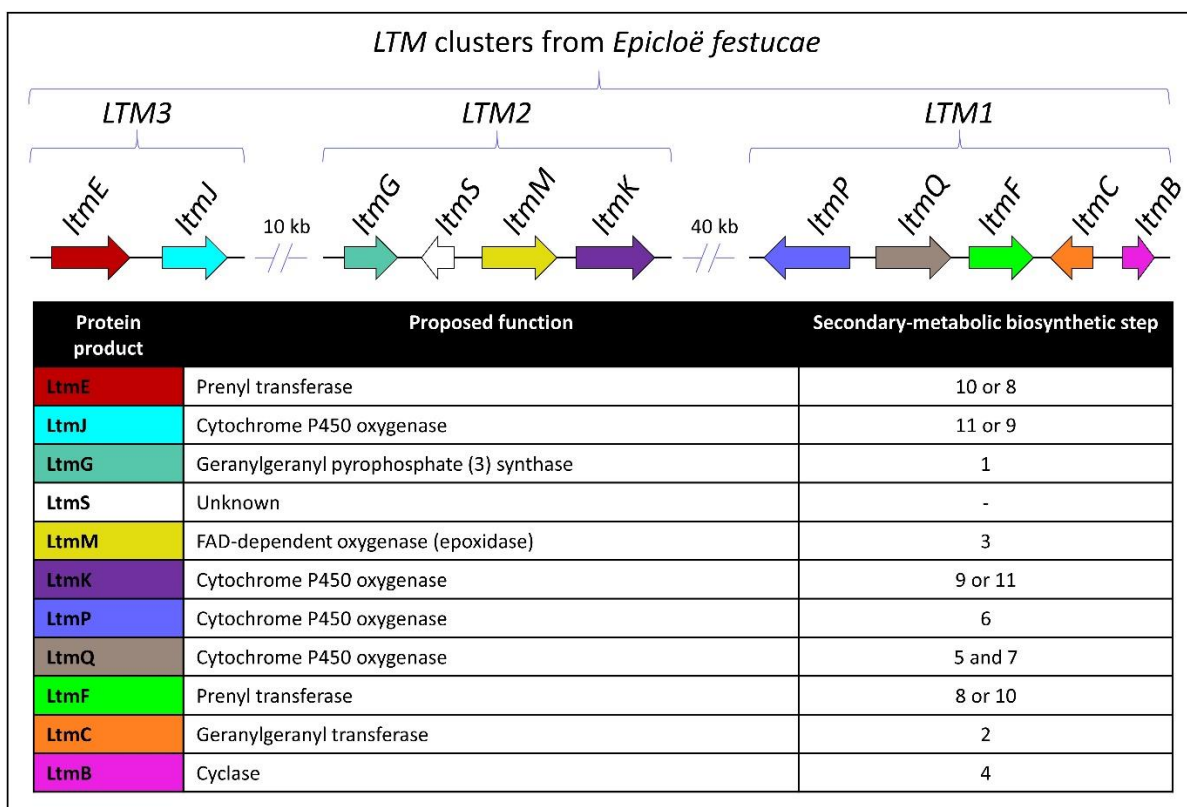 LTM clusters from Epicloë festucae
LTM3 LTM2 LTM1
ltmE ltmJ 10 kb ltmG ltmS ltmM ltmK 40 kb ltmP ltmQ ltmF ltmC ltmB
Protein product Proposed function Secondary-metabolic biosynthetic step
LtmE Prenyl transferase 10 or 8
LtmJ Cytochrome P450 oxygenase 11 or 9
LtmG Geranylgeranyl pyrophosphate (3) synthase 1
LtmS Unknown -
LtmM FAD-dependent oxygenase (epoxidase) 3
LtmK Cytochrome P450 oxygenase 9 or 11
LtmP Cytochrome P450 oxygenase 6
LtmQ Cytochrome P450 oxygenase 5 and 7
LtmF Prenyl transferase 8 or 10
LtmC Geranylgeranyl transferase 2
LtmB Cyclase 4